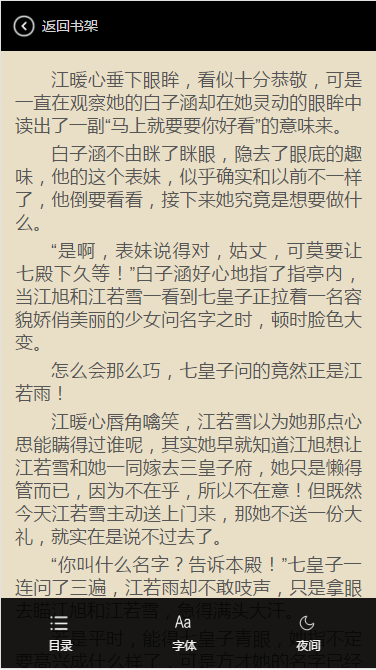 返回书架
江暖心垂下眼眸，看似十分恭敬，可是
一直在观察她的白子涵却在她灵动的眼眸中
读出了一副“马上就要要你好看”的意味来。
白子涵不由眯了眯眼，隐去了眼底的趣
味，他的这个表妹，似乎确实和以前不一样
了，他倒要看看，接下来她究竟是想要做什
么。
“是啊，表妹说得对，姑丈，可莫要让
七殿下久等！”白子涵好心地指了指亭内，
当江旭和江若雪一看到七皇子正拉着一名容
貌娇俏美丽的少女问名字之时，顿时脸色大
变。
怎么会那么巧，七皇子问的竟然正是江
若雨！
江暖心唇角噙笑，江若雪以为她那点心
思能瞒得过谁呢，其实她早就知道江旭想让
江若雪和她一同嫁去三皇子府，她只是懒得
管而已，因为不在乎，所以不在意！但既然
今天江若雪主动送上门来，那她不送一份大
礼，就实在是说不过去了。
“你叫什么名字？告诉本殿！”七皇子一
连问了三遍，江若雨却不敢吱声，只是拿眼
去瞄江旭和江若雪，急得满头大汗。
目录
字体
夜间